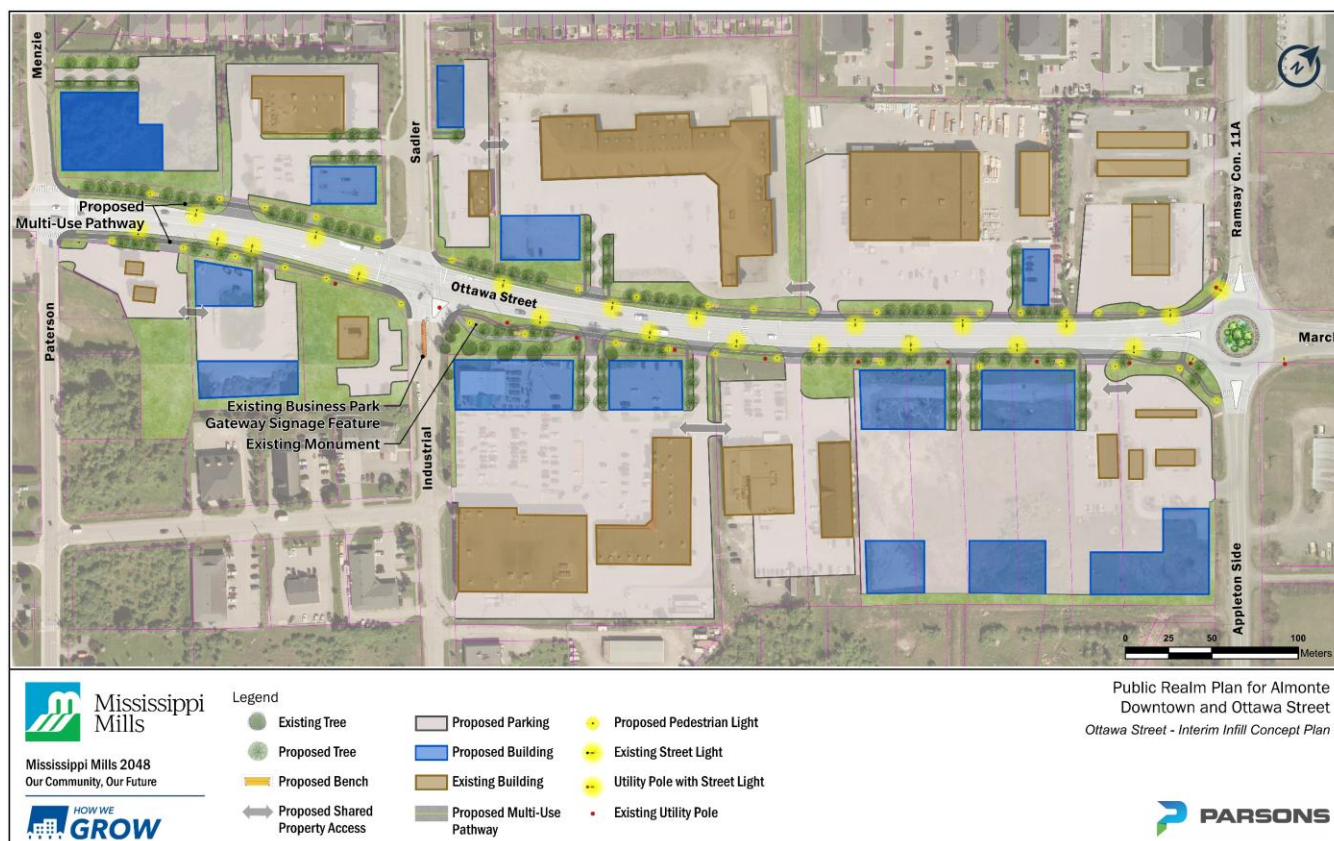 Menzie
Sadler
Ramsay Con. 11A
N
Proposed
Multi-Use Pathway
Ottawa Street
March
Paterson
Existing Business Park
Gateway Signage Feature
Existing Monument
Industrial
Appleton Side
0 25 50 100
Meters
Mississippi
Mills
Mississippi Mills 2048
Our Community, Our Future
HOW WE
GROW
Legend
Existing Tree
Proposed Tree
Proposed Bench
Proposed Shared
Property Access
Proposed Parking
Proposed Building
Existing Building
Proposed Multi-Use
Pathway
Proposed Pedestrian Light
Existing Street Light
Utility Pole with Street Light
Existing Utility Pole
Public Realm Plan for Almonte
Downtown and Ottawa Street
Ottawa Street - Interim Infill Concept Plan
PARSONS